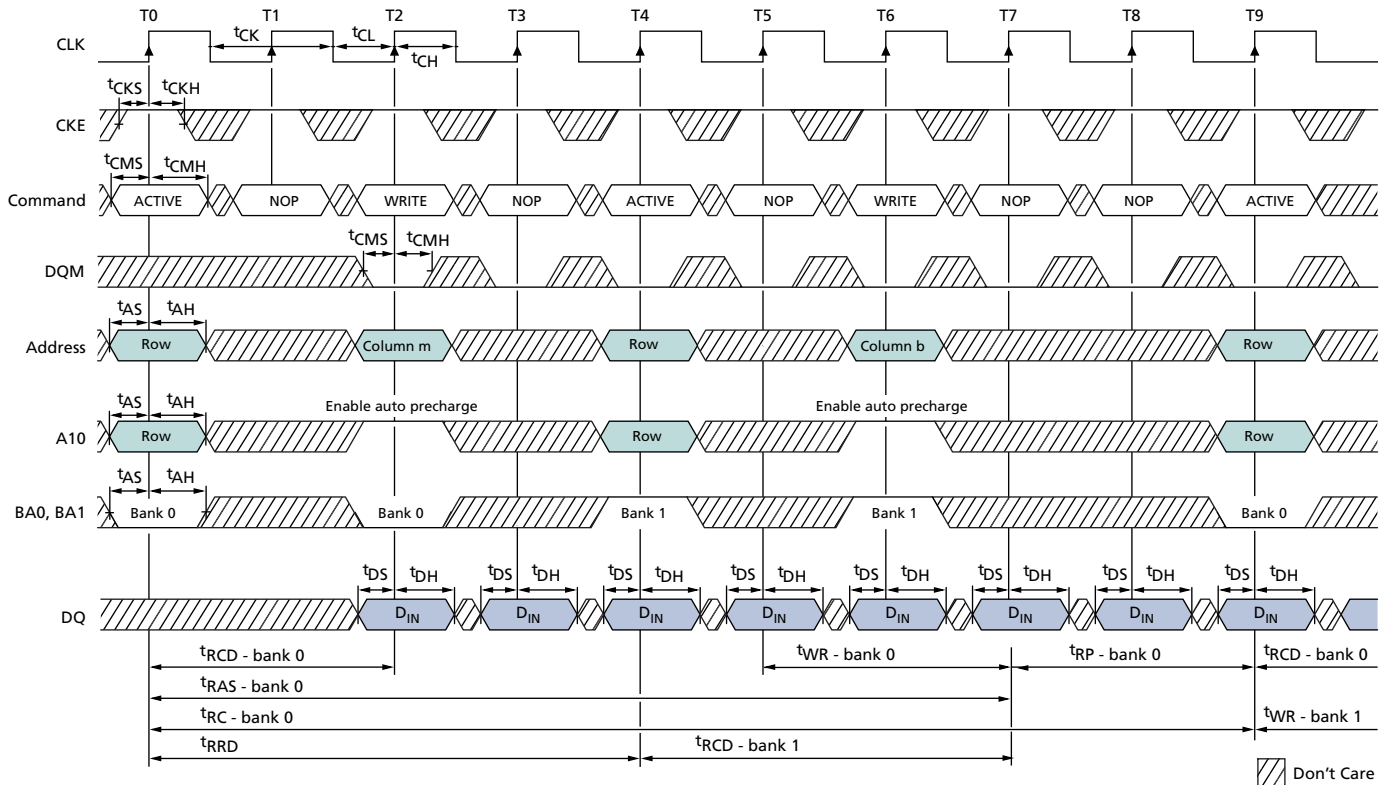 T0 T1 T2 T3 T4 T5 T6 T7 T8 T9
CLK
tCK tCL
tCH
tCKS tCKH
CKE
tCMS tCMH
Command ACTIVE NOP WRITE NOP ACTIVE NOP WRITE NOP NOP ACTIVE
tCMS tCMH
DQM
tAS tAH
Address Row Column m Row Column b Row
tAS tAH Enable auto precharge Enable auto precharge
A10 Row Row Row
tAS tAH
BA0, BA1 Bank 0 Bank 0 Bank 1 Bank 1 Bank 0
tDS tDH tDS tDH tDS tDH tDS tDH tDS tDH tDS tDH tDS tDH tDS tDH
DQ DIN DIN DIN DIN DIN DIN DIN DIN
tRCD - bank 0 tWR - bank 0 tRP - bank 0 tRCD - bank 0
tRAS - bank 0
tRC - bank 0 tWR - bank 1
tRRD tRCD - bank 1
Don't Care